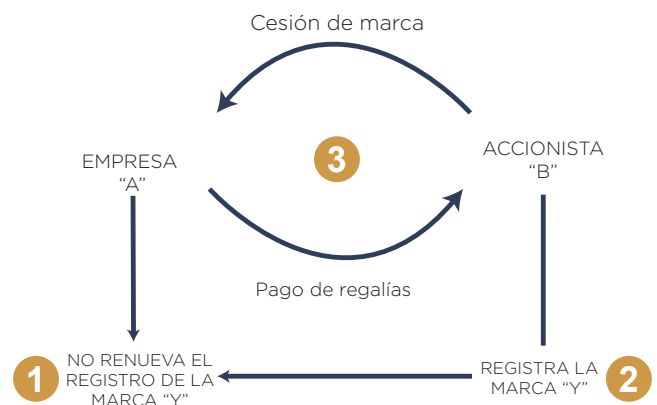 Cesión de marca
EMPRESA
“A”
3
ACCIONISTA
“B”
Pago de regalías
1
NO RENUEVA EL
REGISTRO DE LA
MARCA “Y”
REGISTRA LA
MARCA “Y”
2